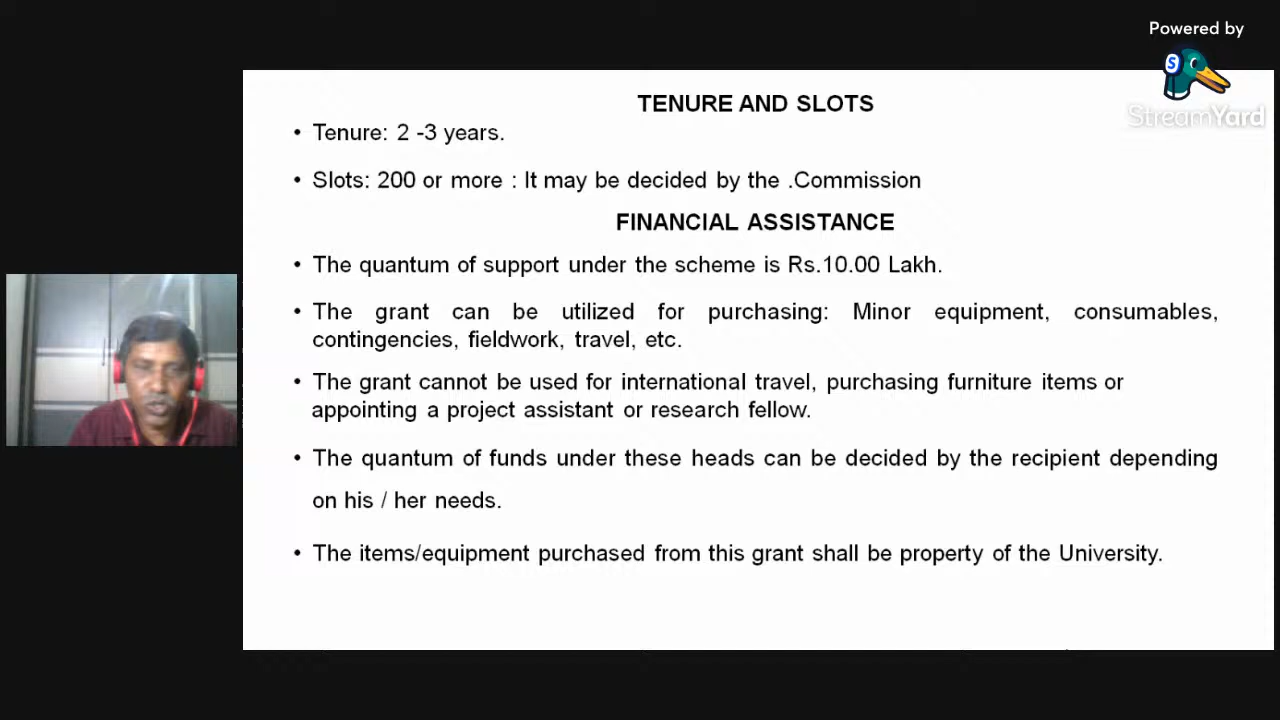 Powered by
StreamYard
TENURE AND SLOTS
• Tenure: 2 -3 years.
• Slots: 200 or more : It may be decided by the .Commission
FINANCIAL ASSISTANCE
• The quantum of support under the scheme is Rs.10.00 Lakh.
• The grant can be utilized for purchasing: Minor equipment, consumables,
contingencies, fieldwork, travel, etc.
• The grant cannot be used for international travel, purchasing furniture items or
appointing a project assistant or research fellow.
• The quantum of funds under these heads can be decided by the recipient depending
on his / her needs.
• The items/equipment purchased from this grant shall be property of the University.